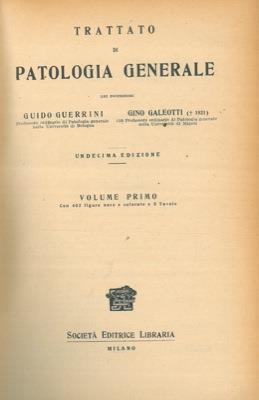 TRATTATO
DI
PATOLOGIA GENERALE
DEI PROFESSORI
GUIDO GUERRINI GINO GALEOTTI († 1921)
Professore ordinario di Patologia generale già Professore ordinario di Patologia generale
nella Università di Bologna nella Università di Napoli
UNDECIMA EDIZIONE
VOLUME PRIMO
Con 402 figure nere e colorate e 8 Tavole
SOCIETÀ EDITRICE LIBRARIA
MILANO